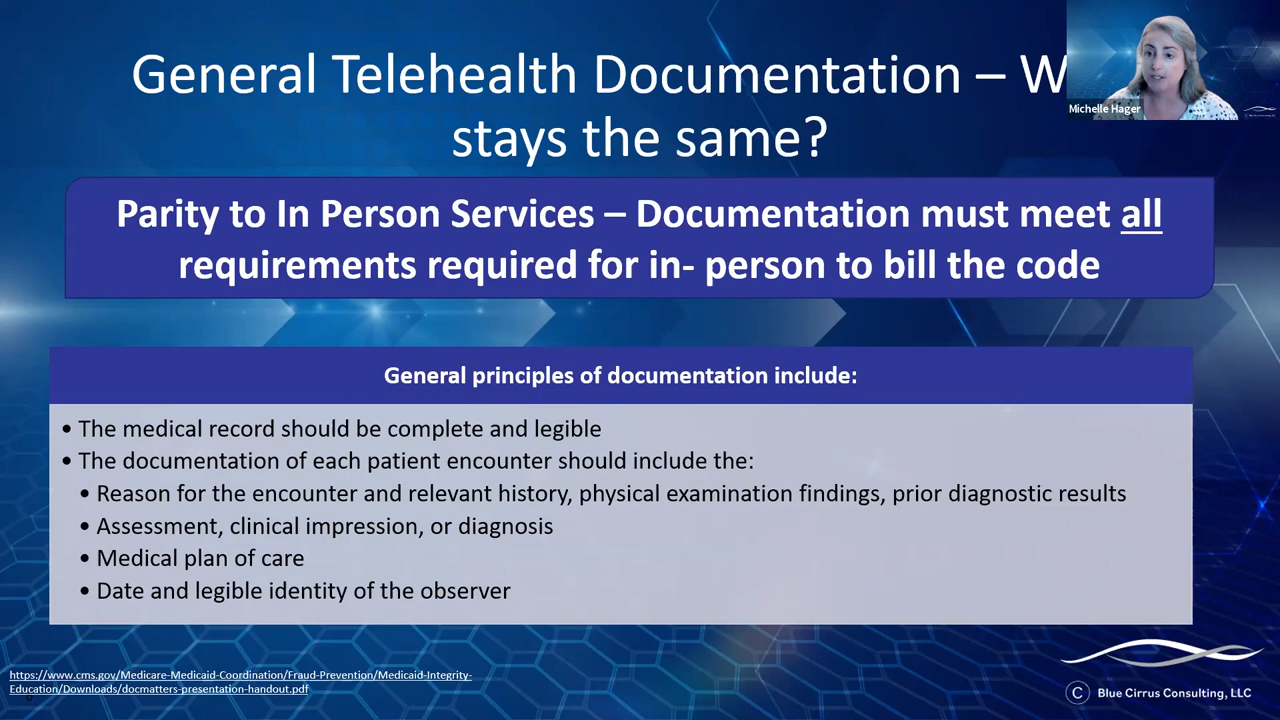 General Telehealth Documentation – W
stays the same?
Michelle Hager
Parity to In Person Services – Documentation must meet all
requirements required for in- person to bill the code
General principles of documentation include:
• The medical record should be complete and legible
• The documentation of each patient encounter should include the:
• Reason for the encounter and relevant history, physical examination findings, prior diagnostic results
• Assessment, clinical impression, or diagnosis
• Medical plan of care
• Date and legible identity of the observer
https://www.cms.gov/Medicare-Medicaid-Coordination/Fraud-Prevention/Medicaid-Integrity-
Education/Downloads/docmatters-presentation-handout.pdf
© Blue Cirrus Consulting, LLC